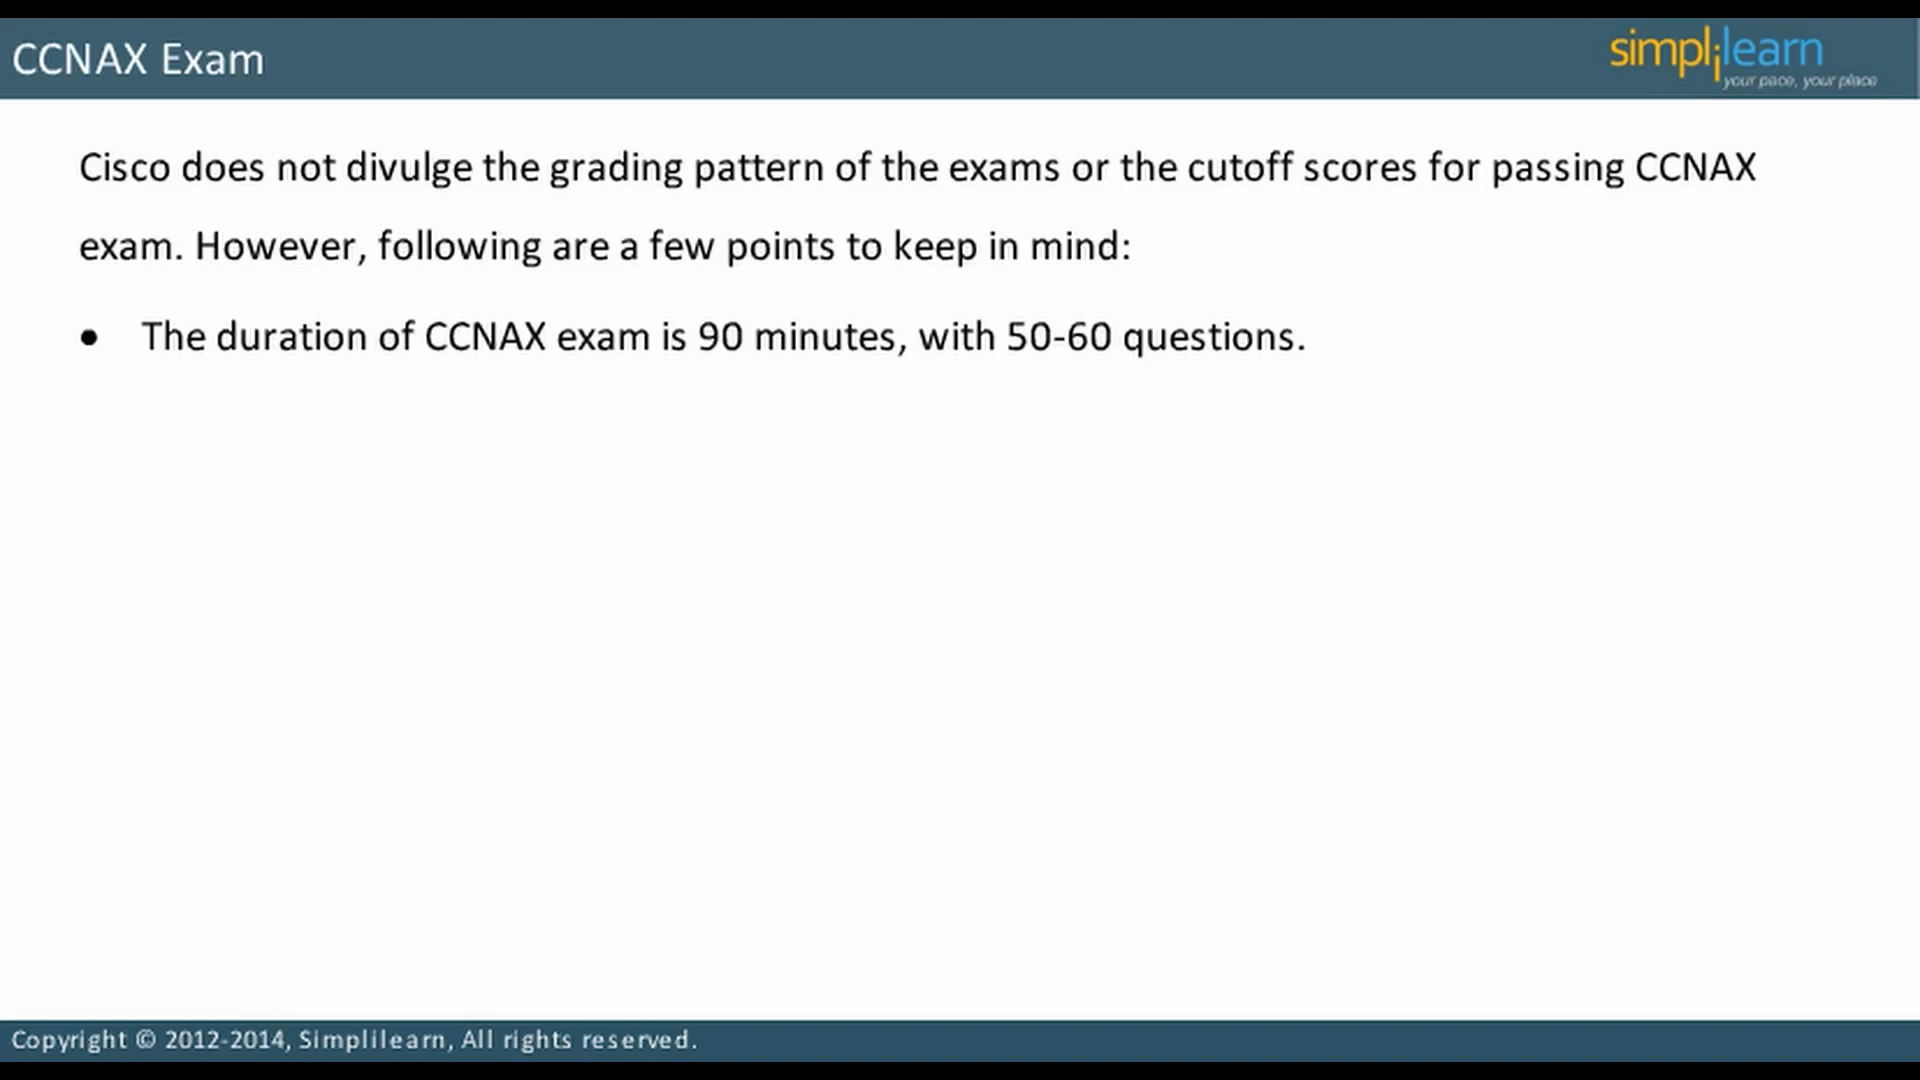 CCNAX Exam
simplilearn
your pace, your place
Cisco does not divulge the grading pattern of the exams or the cutoff scores for passing CCNAX
exam. However, following are a few points to keep in mind:
• The duration of CCNAX exam is 90 minutes, with 50-60 questions.
Copyright © 2012-2014, Simplilearn, All rights reserved.